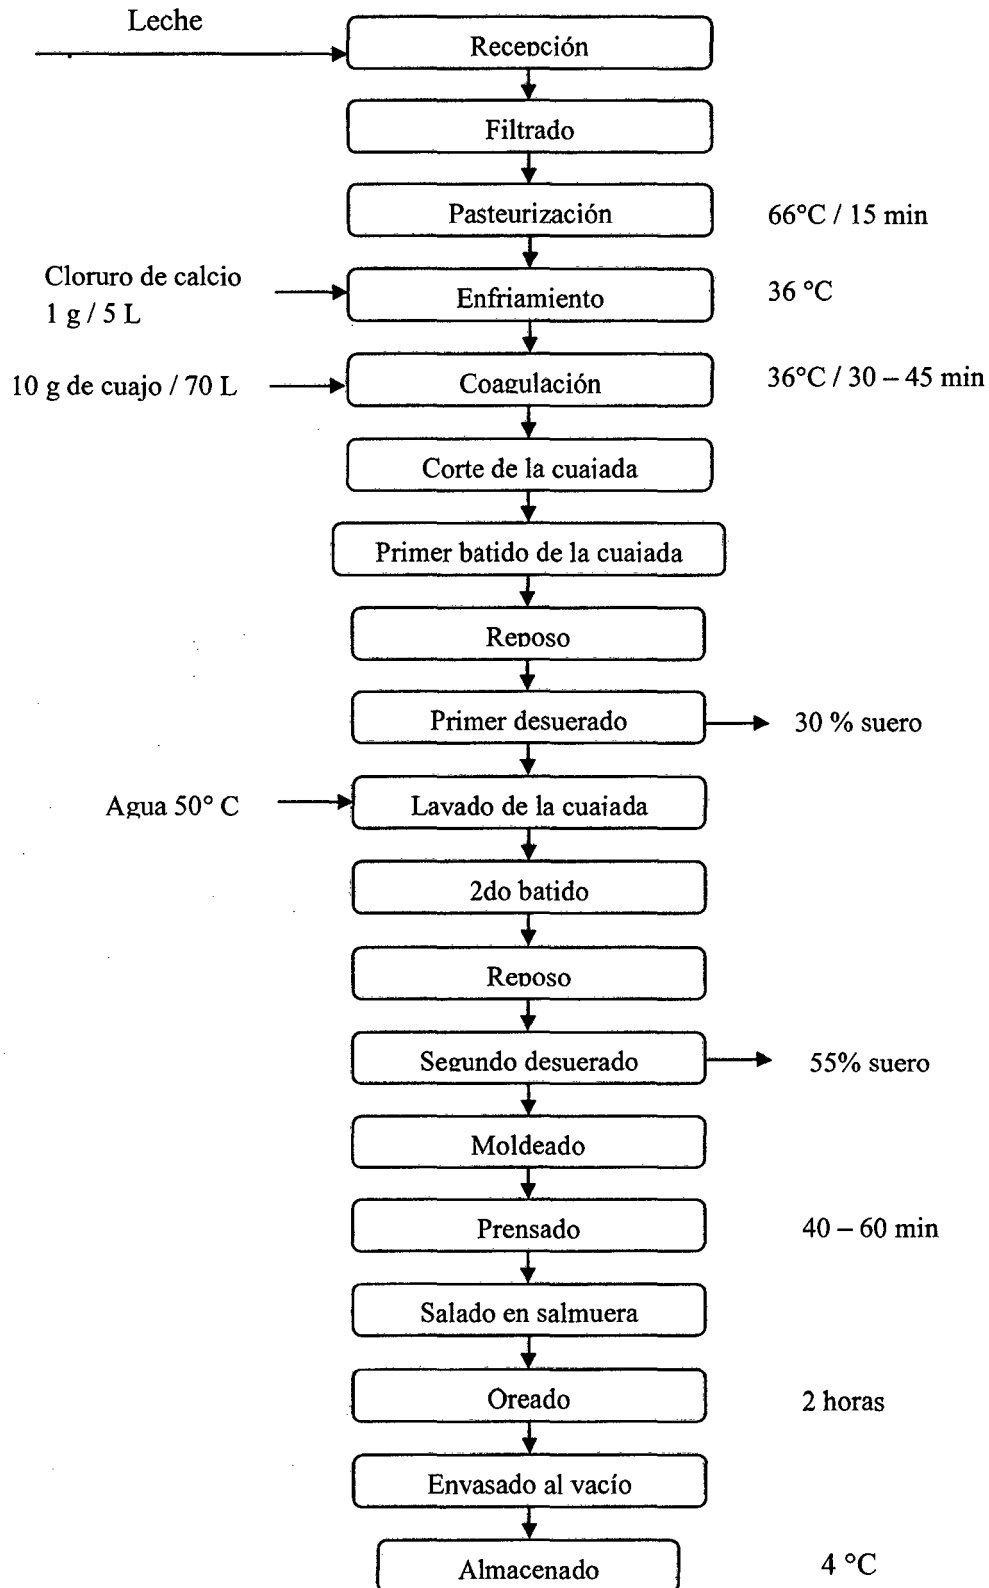 Leche
Recepción
Filtrado
Pasteurización
66°C / 15 min
Cloruro de calcio
1 g / 5 L
Enfriamiento
36 °C
10 g de cuajo / 70 L
Coagulación
36°C / 30 – 45 min
Corte de la cuajada
Primer batido de la cuajada
Reposo
Primer desuerado
30 % suero
Agua 50° C
Lavado de la cuajada
2do batido
Reposo
Segundo desuerado
55% suero
Moldeado
Prensado
40 – 60 min
Salado en salmuera
Oreado
2 horas
Envasado al vacío
Almacenado
4 °C